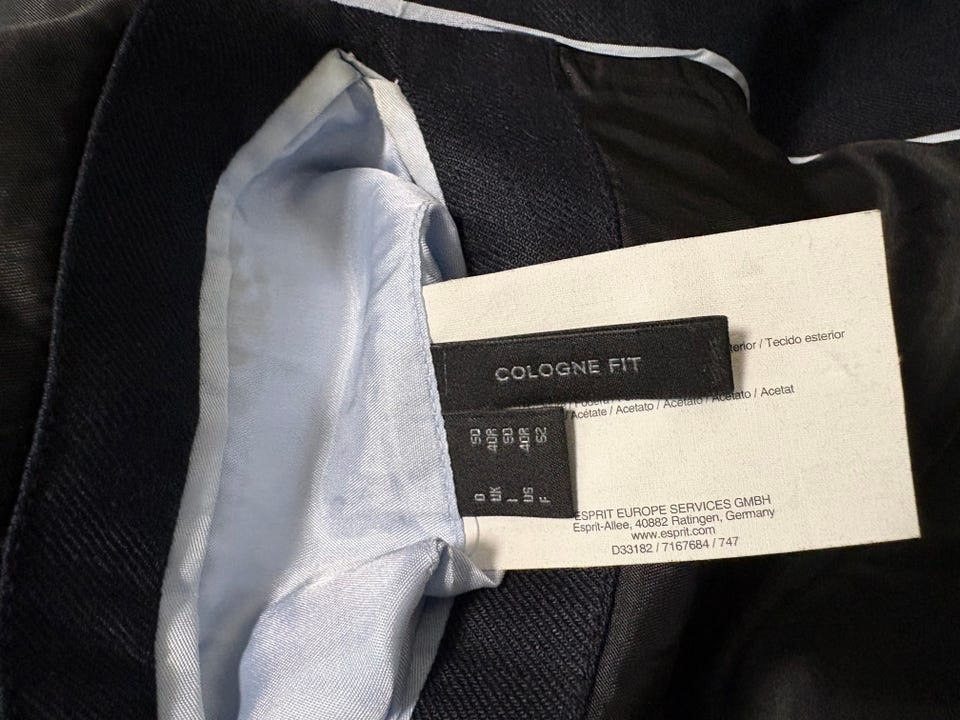 / Tecido esterior
COLOGNE FIT
/ Acétate / Acetato / Acetato / Acetato / Acetat
D 50
UK 40R
I 50
US 40R
F 52
ESPRIT EUROPE SERVICES GMBH
Esprit-Allee, 40882 Ratingen, Germany
www.esprit.com
D33182 / 7167684 / 747